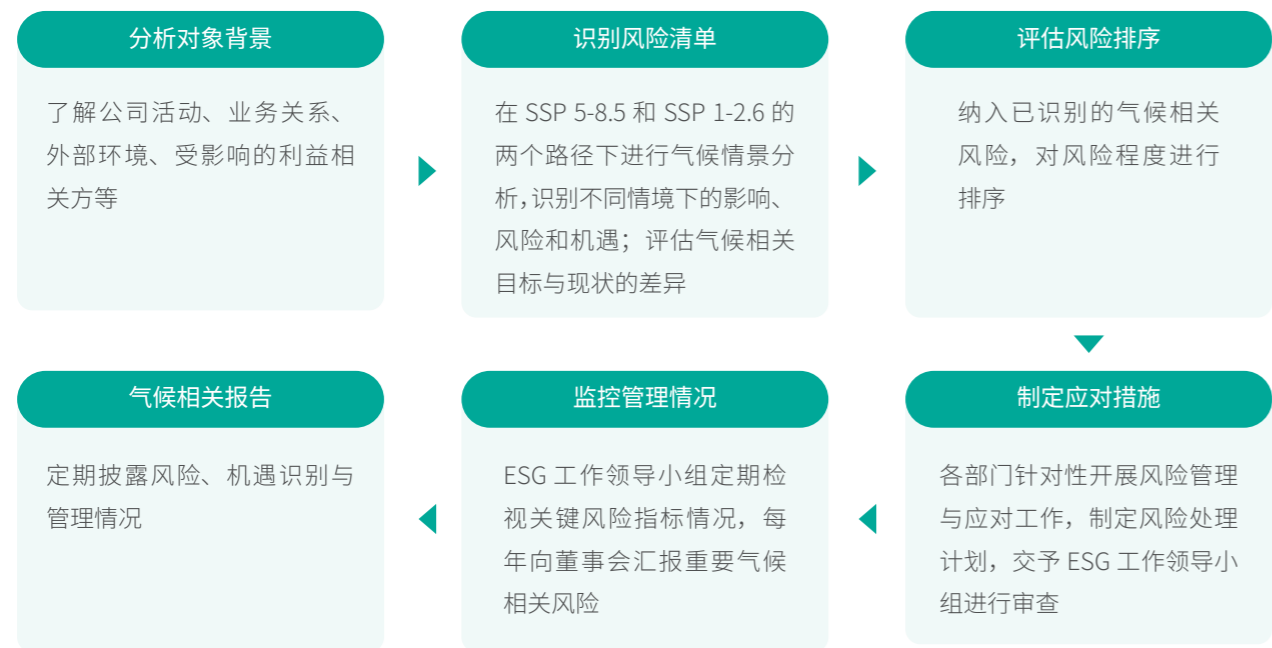 分析对象背景
了解公司活动、业务关系、
外部环境、受影响的利益相
关方等
识别风险清单
在 SSP 5-8.5 和 SSP 1-2.6 的
两个路径下进行气候情景分
析，识别不同情境下的影响、
风险和机遇；评估气候相关
目标与现状的差异
评估风险排序
纳入已识别的气候相关
风险，对风险程度进行
排序
制定应对措施
各部门针对性开展风险管理
与应对工作，制定风险处理
计划，交予 ESG 工作领导小
组进行审查
监控管理情况
ESG 工作领导小组定期检
视关键风险指标情况，每
年向董事会汇报重要气候
相关风险
气候相关报告
定期披露风险、机遇识别与
管理情况